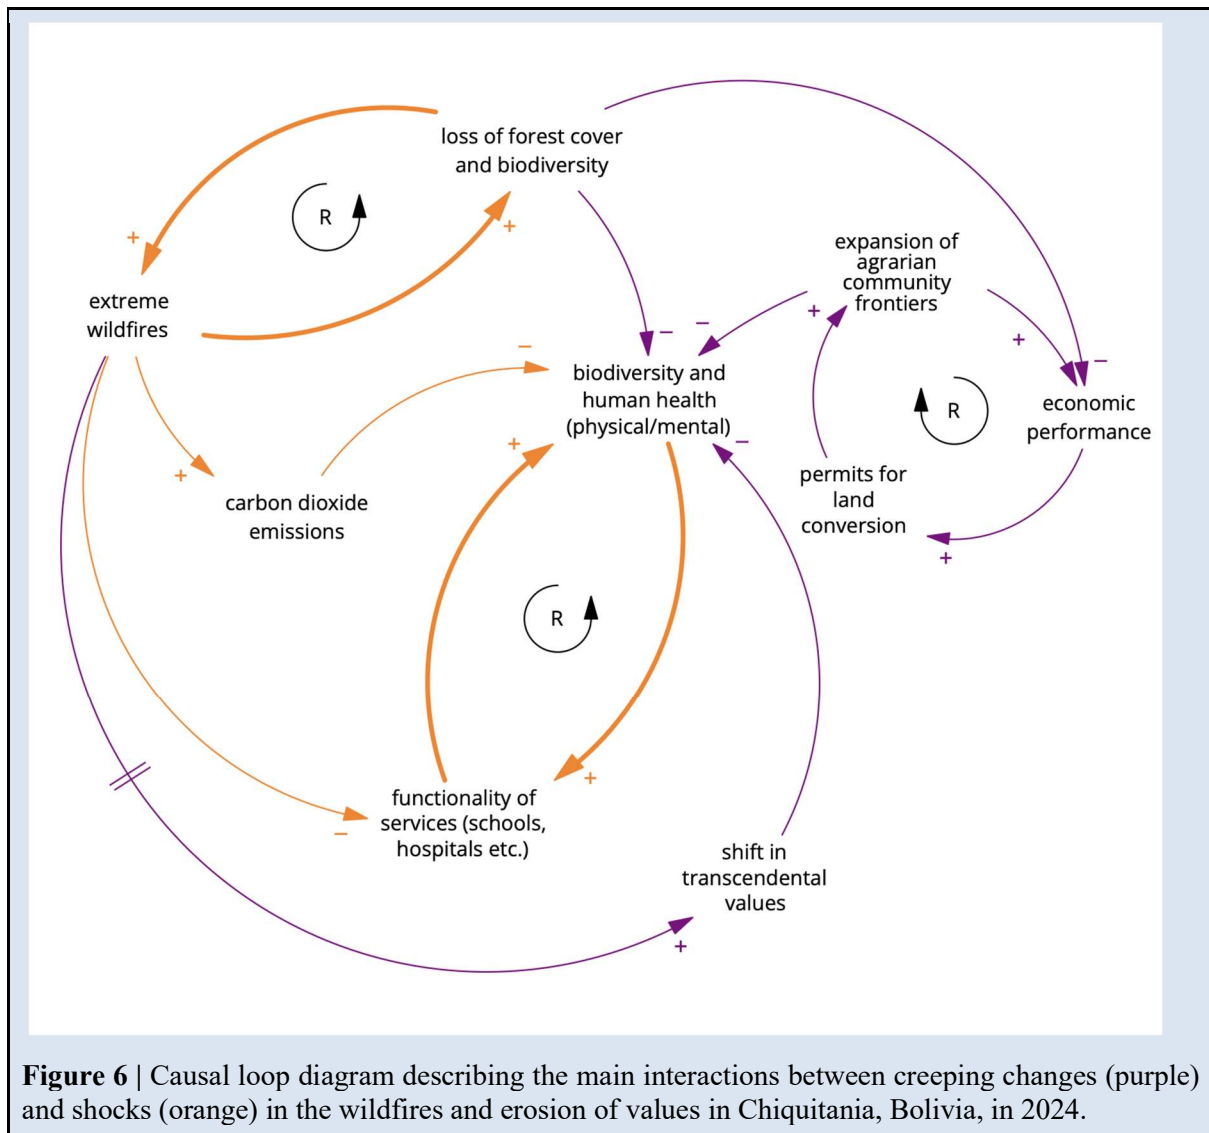 loss of forest cover
and biodiversity
R
+
+
extreme
wildfires
expansion of
agrarian
community
frontiers
+
+
−
−
−
−
biodiversity and
human health
(physical/mental)
R
economic
performance
+
−
+
carbon dioxide
emissions
permits for
land
conversion
+
R
+
functionality of
services (schools,
hospitals etc.)
−
shift in
transcendental
values
+
−
Figure 6 | Causal loop diagram describing the main interactions between creeping changes (purple)
and shocks (orange) in the wildfires and erosion of values in Chiquitania, Bolivia, in 2024.